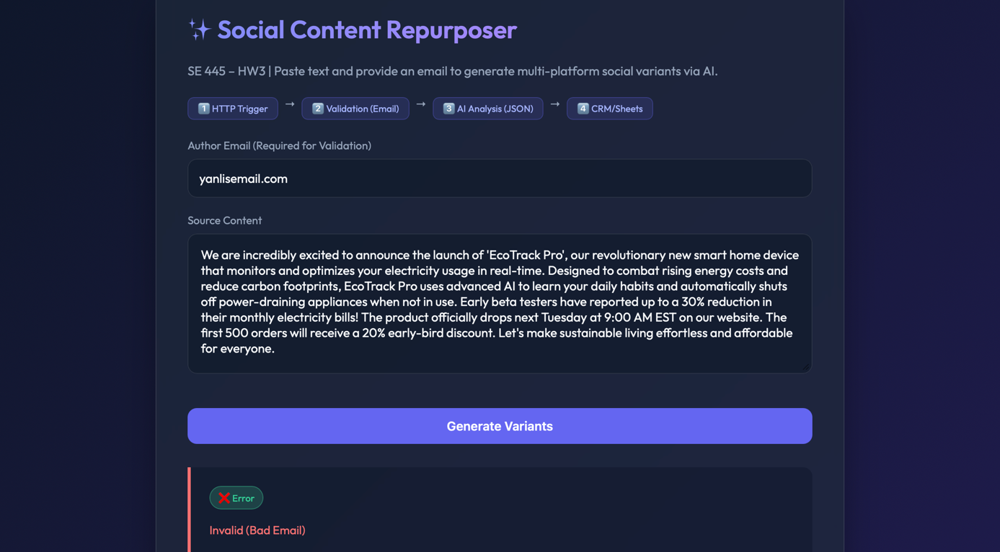 ✨ Social Content Repurposer
SE 445 – HW3 | Paste text and provide an email to generate multi-platform social variants via AI.
1️⃣ HTTP Trigger → 2️⃣ Validation (Email) → 3️⃣ AI Analysis (JSON) → 4️⃣ CRM/Sheets
Author Email (Required for Validation)
yanlisemail.com
Source Content
We are incredibly excited to announce the launch of 'EcoTrack Pro', our revolutionary new smart home device
that monitors and optimizes your electricity usage in real-time. Designed to combat rising energy costs and
reduce carbon footprints, EcoTrack Pro uses advanced AI to learn your daily habits and automatically shuts
off power-draining appliances when not in use. Early beta testers have reported up to a 30% reduction in
their monthly electricity bills! The product officially drops next Tuesday at 9:00 AM EST on our website. The
first 500 orders will receive a 20% early-bird discount. Let's make sustainable living effortless and affordable
for everyone.
Generate Variants
❌ Error
Invalid (Bad Email)